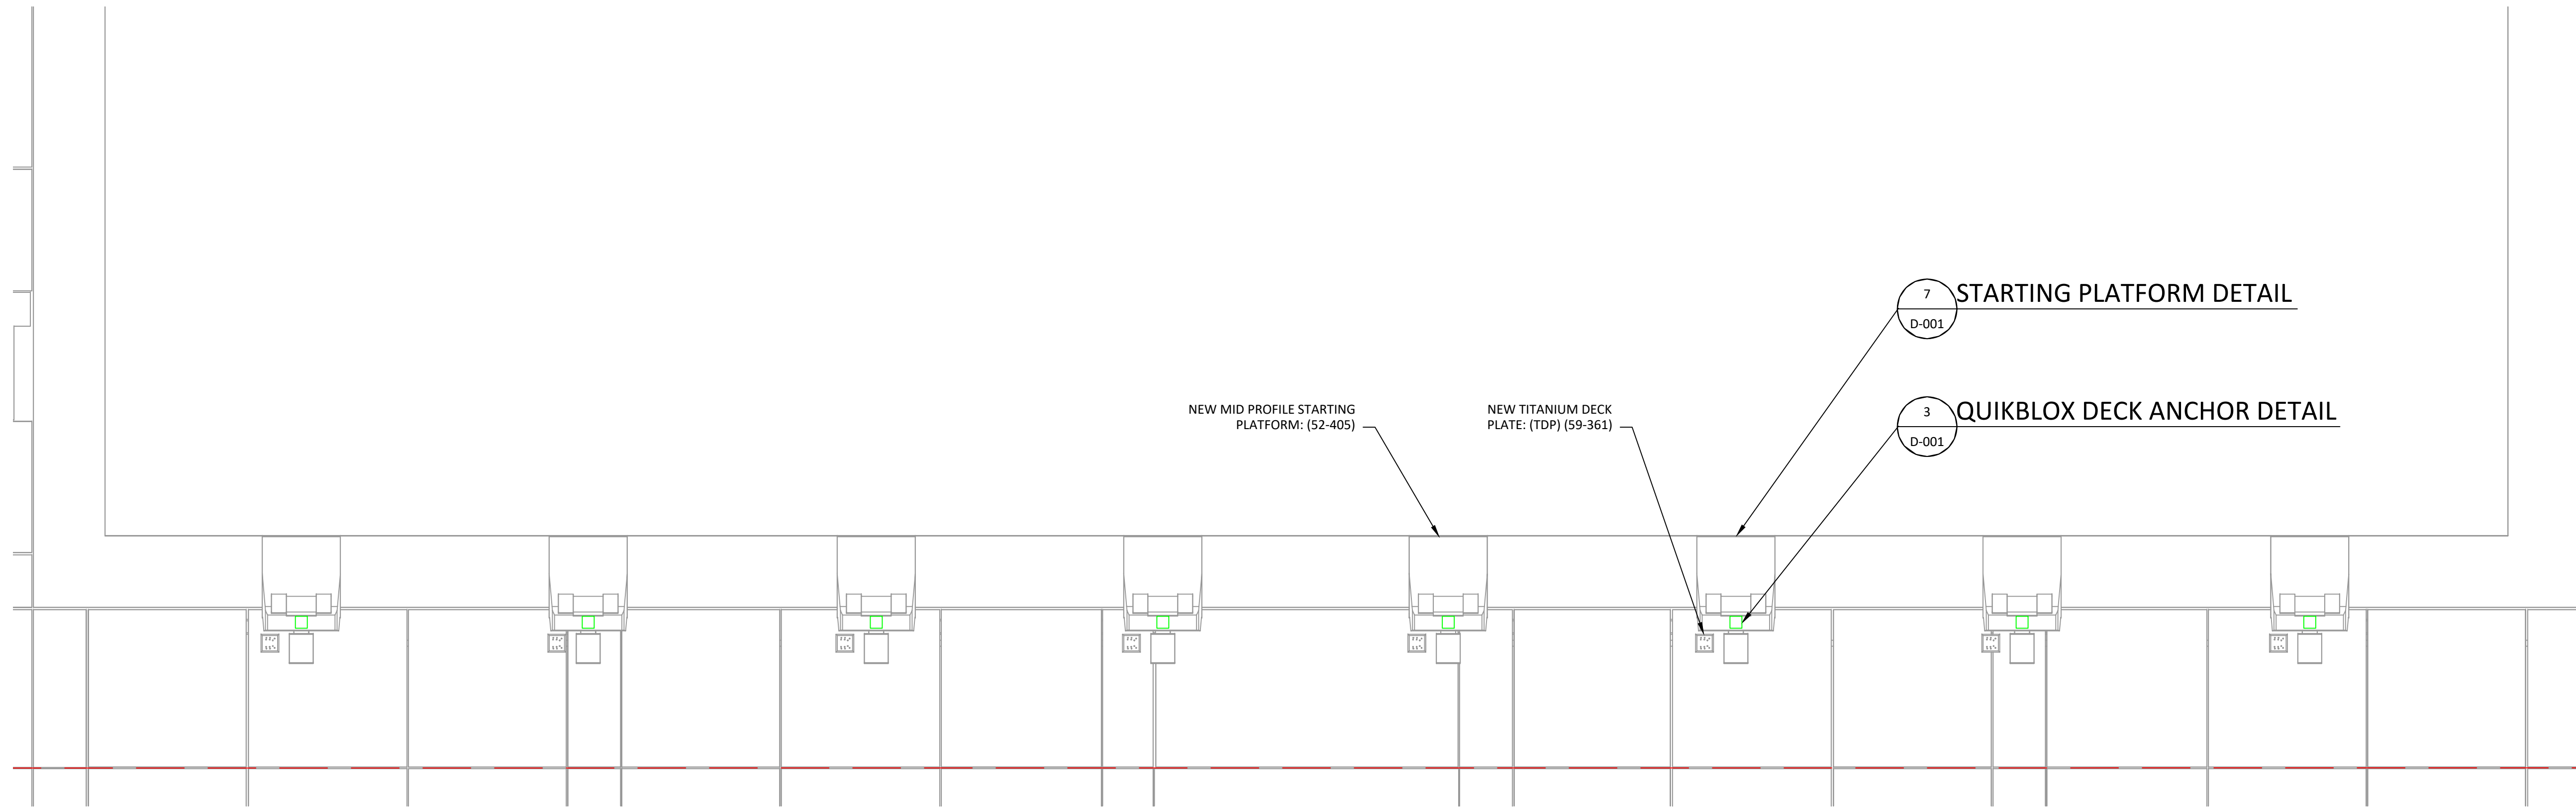 7
STARTING PLATFORM DETAIL
D-001
NEW MID PROFILE STARTING
PLATFORM: (52-405)
NEW TITANIUM DECK
PLATE: (TDP) (59-361)
3
QUIKBLOX DECK ANCHOR DETAIL
D-001